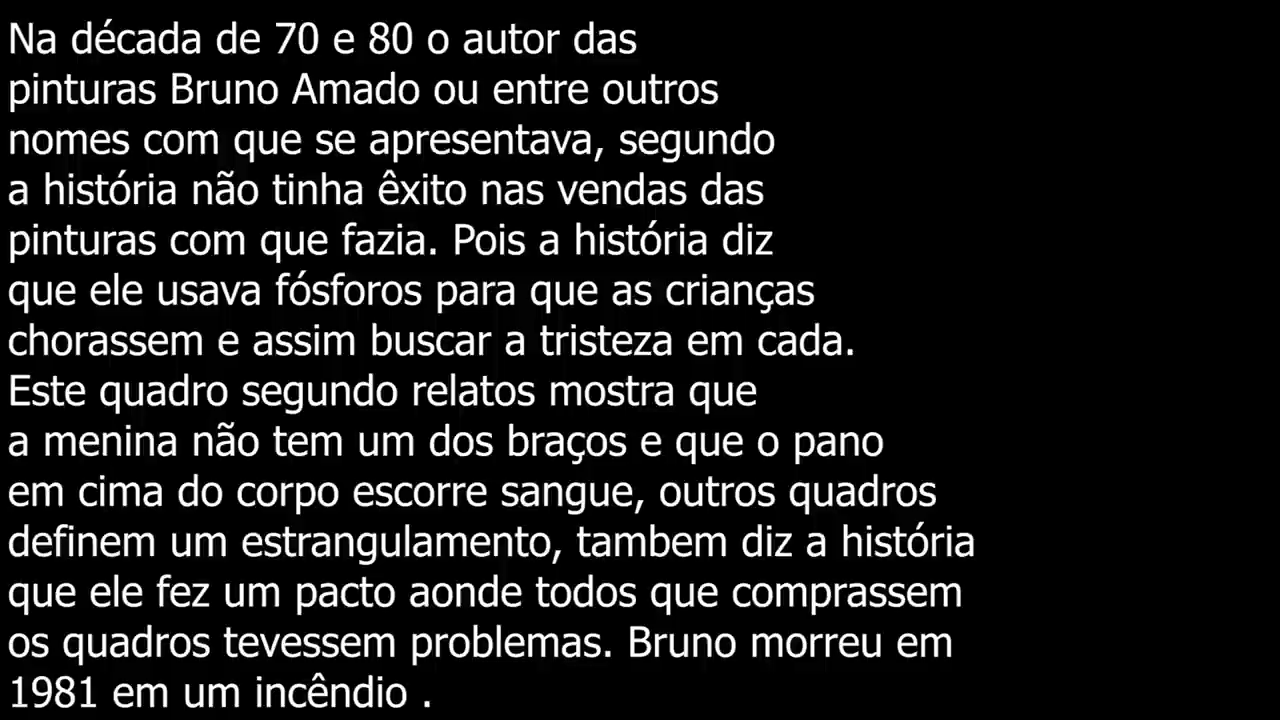 Na década de 70 e 80 o autor das
pinturas Bruno Amado ou entre outros
nomes com que se apresentava, segundo
a história não tinha êxito nas vendas das
pinturas com que fazia. Pois a história diz
que ele usava fósforos para que as crianças
chorassem e assim buscar a tristeza em cada.
Este quadro segundo relatos mostra que
a menina não tem um dos braços e que o pano
em cima do corpo escorre sangue, outros quadros
definem um estrangulamento, tambem diz a história
que ele fez um pacto aonde todos que comprassem
os quadros tevessem problemas. Bruno morreu em
1981 em um incêndio .